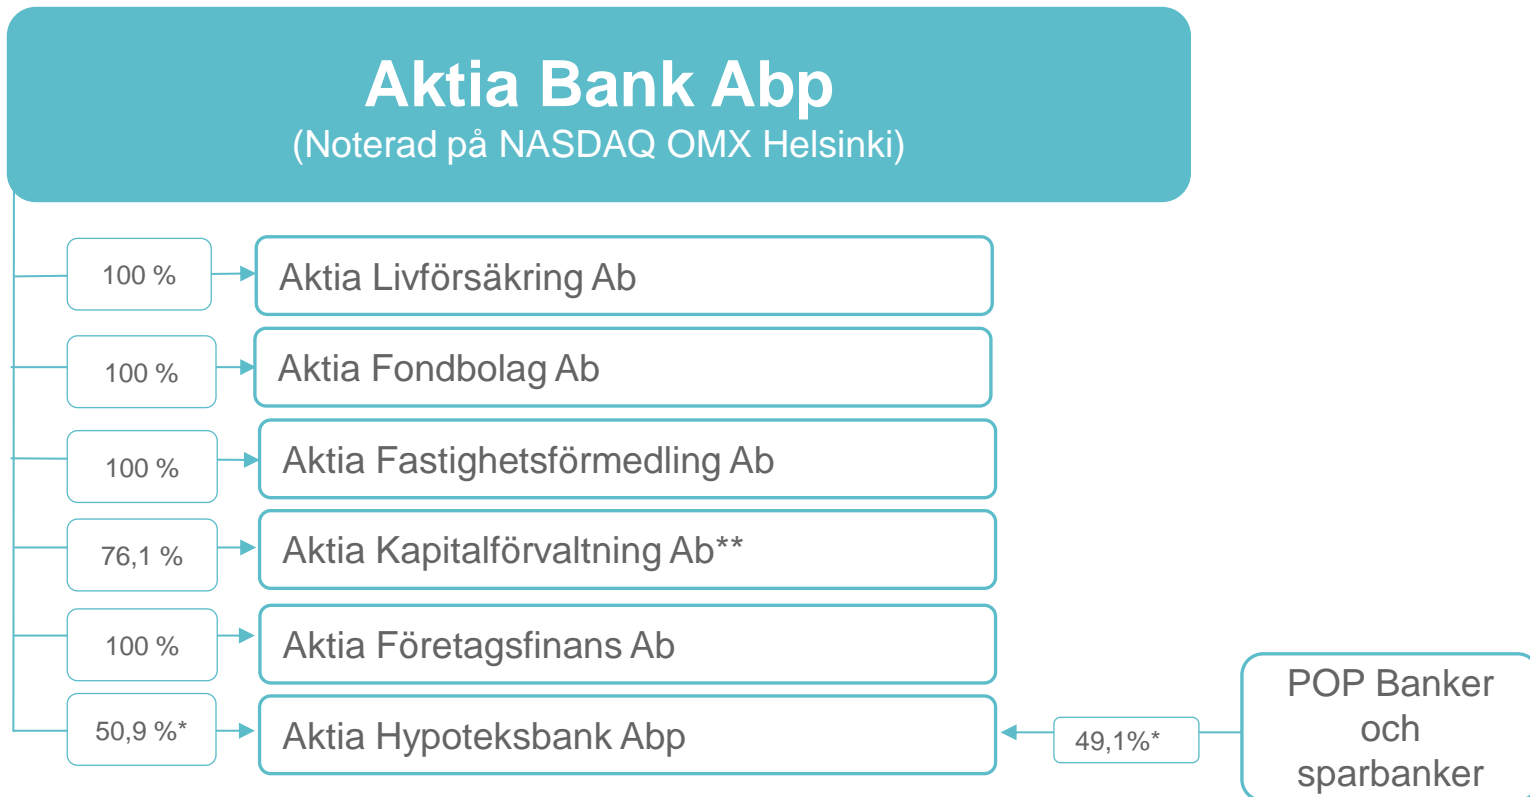 Aktia Bank Abp
(Noterad på NASDAQ OMX Helsinki)
100 % Aktia Livförsäkring Ab
100 % Aktia Fondbolag Ab
100 % Aktia Fastighetsförmedling Ab
76,1 % Aktia Kapitalförvaltning Ab**
100 % Aktia Företagsfinans Ab
50,9 %* Aktia Hypoteksbank Abp 49,1%*
POP Banker
och
sparbanker